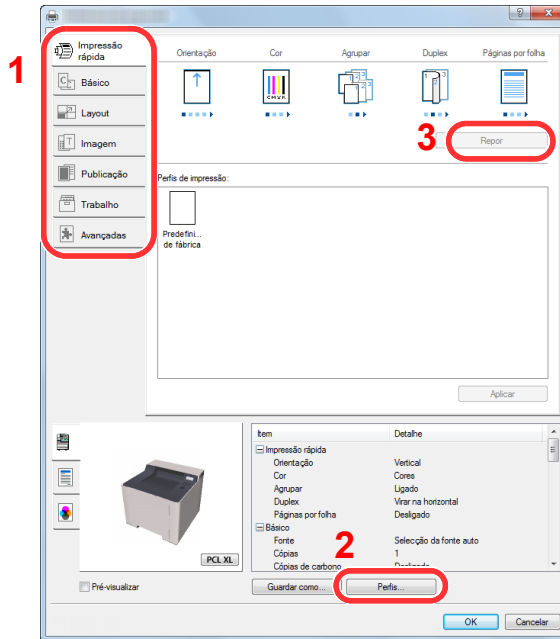 1
Impressão
rápida
Básico
Layout
Imagem
Publicação
Trabalho
Avançadas
Orientação
Cor
Agrupar
Duplex
Páginas por folha
CMYK
3
Repor
Perfis de impressão:
Predefini...
de fábrica
Aplicar
Item
Detalhe
Impressão rápida
Orientação
Vertical
Cor
Cores
Agrupar
Ligado
Duplex
Virar na horizontal
Páginas por folha
Desligado
Básico
Fonte
Selecção da fonte auto
Cópias
1
Cópias de carbono
Desligado
PCL XL
2
Pré-visualizar
Guardar como...
Perfis...
OK
Cancelar